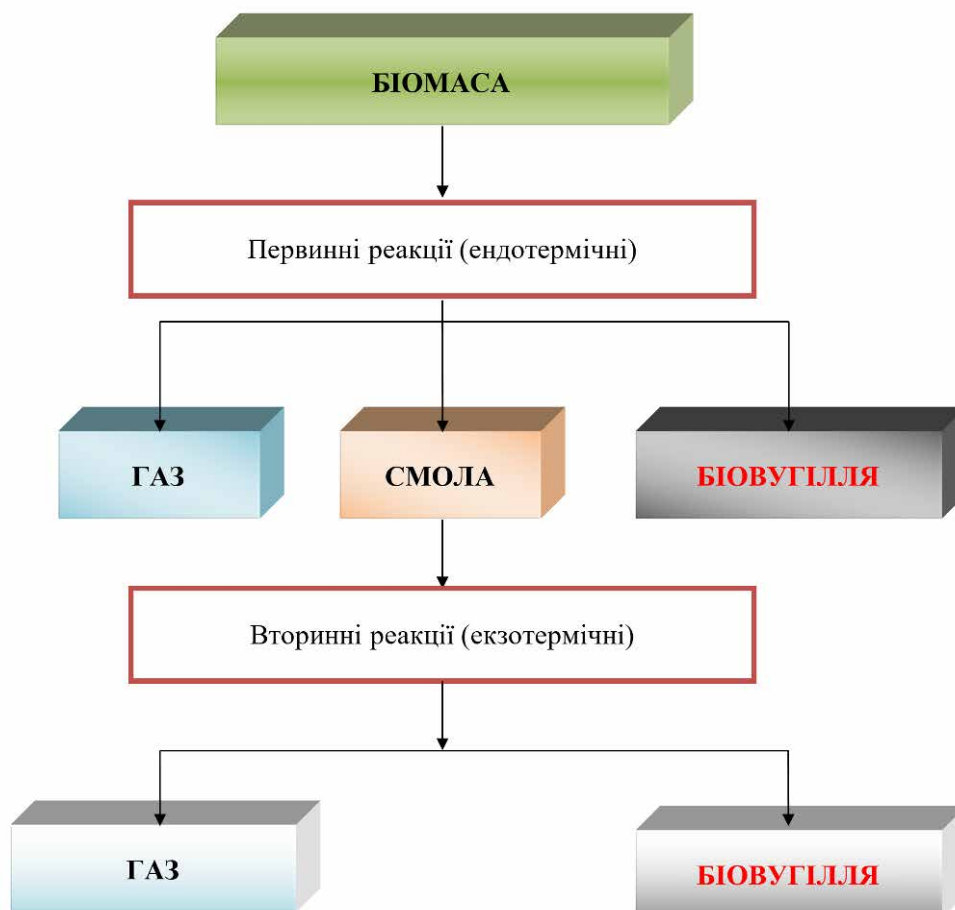 БІОМАСА
Первинні реакції (ендотермічні)
ГАЗ
СМОЛА
БІОВУГІЛЛЯ
Вторинні реакції (екзотермічні)
ГАЗ
БІОВУГІЛЛЯ